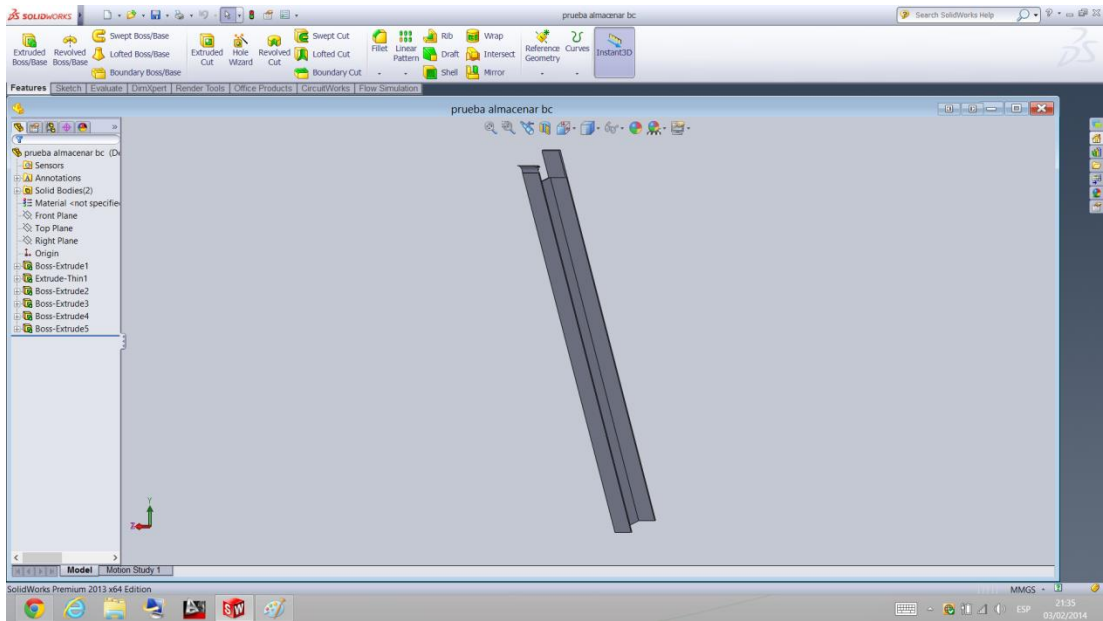 SOLIDWORKS
prueba almacenar bc
Search SolidWorks Help
Extruded Boss/Base
Revolved Boss/Base
Swept Boss/Base
Lofted Boss/Base
Boundary Boss/Base
Extruded Cut
Hole Wizard
Revolved Cut
Swept Cut
Lofted Cut
Boundary Cut
Fillet
Linear Pattern
Rib
Draft
Shell
Wrap
Intersect
Mirror
Reference Geometry
Curves
Instant3D
Features Sketch Evaluate DimXpert Render Tools Office Products CircuitWorks Flow Simulation
prueba almacenar bc
prueba almacenar bc (De
Sensors
Annotations
Solid Bodies(2)
Material <not specifie
Front Plane
Top Plane
Right Plane
Origin
Boss-Extrude1
Extrude-Thin1
Boss-Extrude2
Boss-Extrude3
Boss-Extrude4
Boss-Extrude5
Y
Z
Model Motion Study 1
SolidWorks Premium 2013 x64 Edition
MMGS
ESP
21:35
03/02/2014